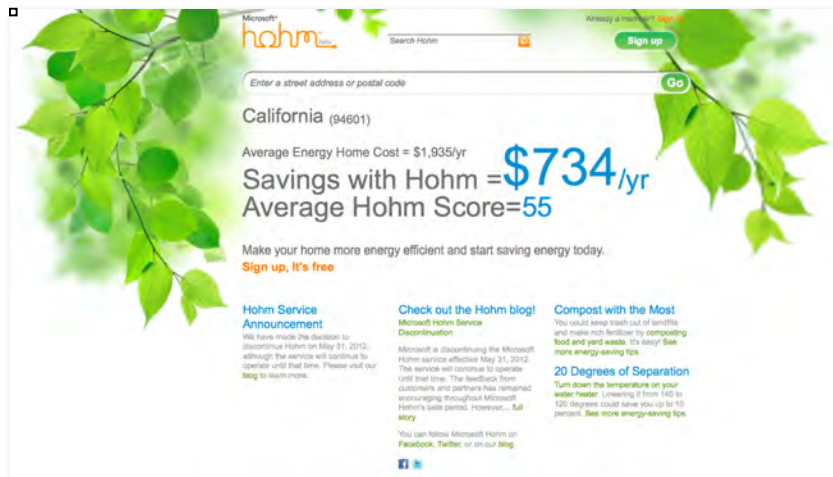 Microsoft®
hohm™ beta
Already a member? Sign in
Search Hohm
Sign up
Enter a street address or postal code
Go
California (94601)
Average Energy Home Cost = $1,935/yr
Savings with Hohm =$734/yr
Average Hohm Score=55
Make your home more energy efficient and start saving energy today.
Sign up, It's free
Hohm Service
Announcement
We have made the decision to
discontinue Hohm on May 31, 2012,
although the service will continue to
operate until that time. Please visit our
blog to learn more.
Check out the Hohm blog!
Microsoft Hohm Service
Discontinuation
Microsoft is discontinuing the Microsoft
Hohm service effective May 31, 2012.
The service will continue to operate
until that time. The feedback from
customers and partners has remained
encouraging throughout Microsoft
Hohm's beta period. However,... full
story
You can follow Microsoft Hohm on
Facebook, Twitter, or on our blog.
Compost with the Most
You could keep trash out of landfills
and make rich fertilizer by composting
food and yard waste. It's easy! See
more energy-saving tips.
20 Degrees of Separation
Turn down the temperature on your
water heater. Lowering it from 140 to
120 degrees could save you up to 10
percent. See more energy-saving tips.